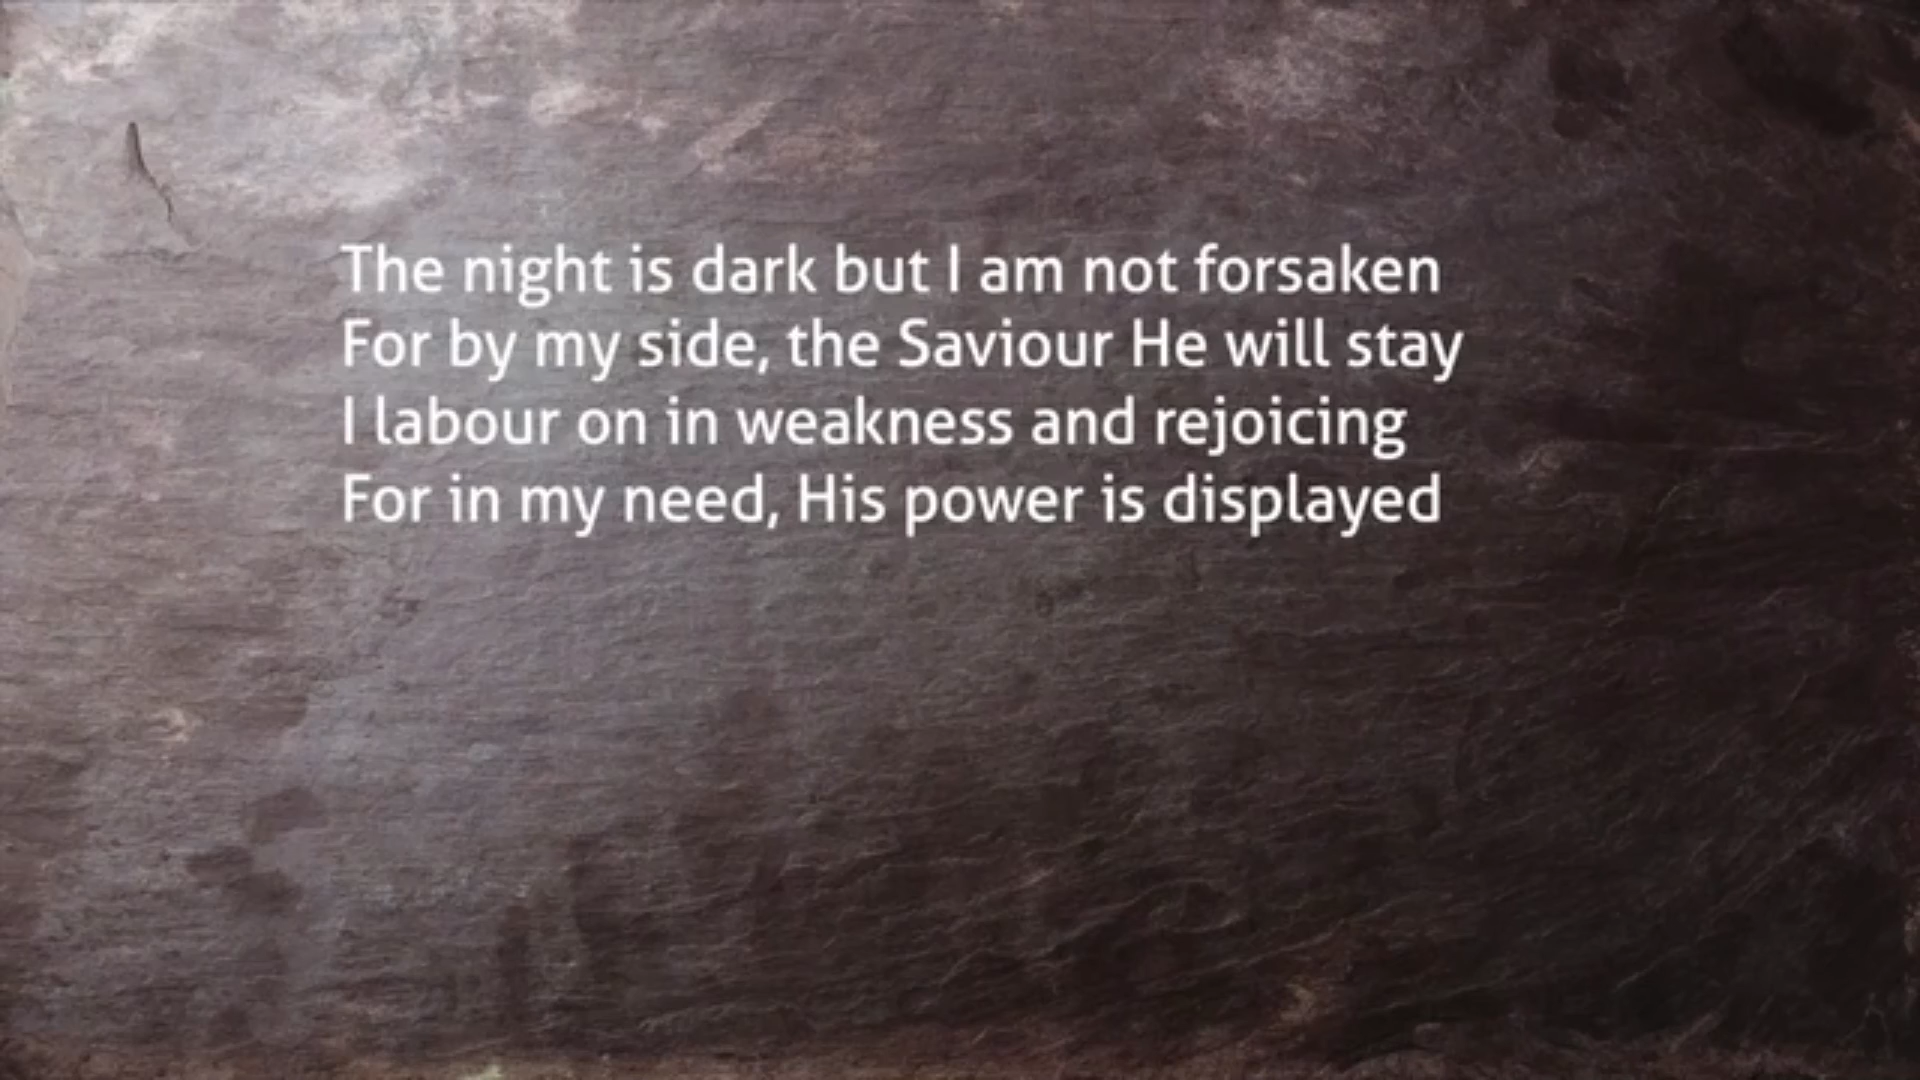 The night is dark but I am not forsaken
For by my side, the Saviour He will stay
I labour on in weakness and rejoicing
For in my need, His power is displayed